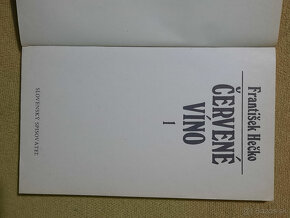 František Hečko
ČERVENÉ
VÍNO
I
SLOVENSKÝ SPISOVATEĽ